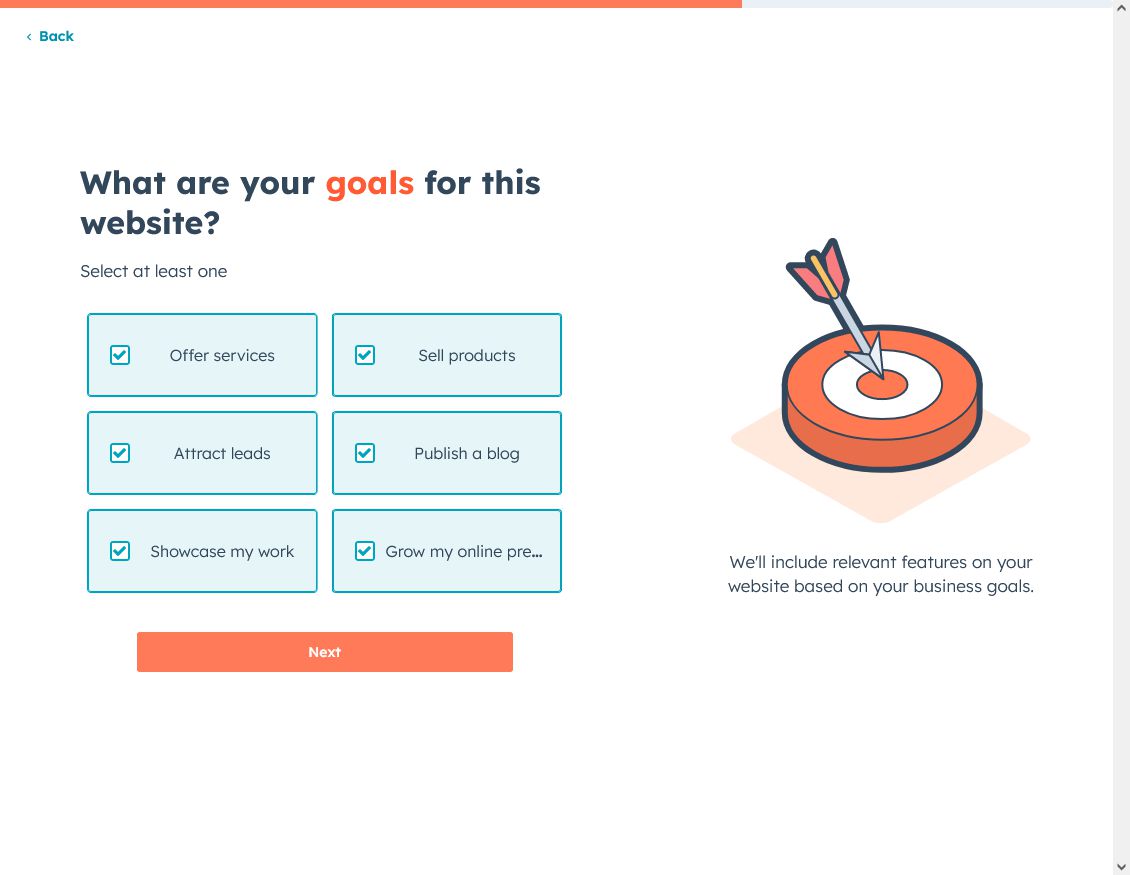 Back
What are your goals for this
website?
Select at least one
Offer services
Sell products
Attract leads
Publish a blog
Showcase my work
Grow my online pre...
Next
We'll include relevant features on your
website based on your business goals.